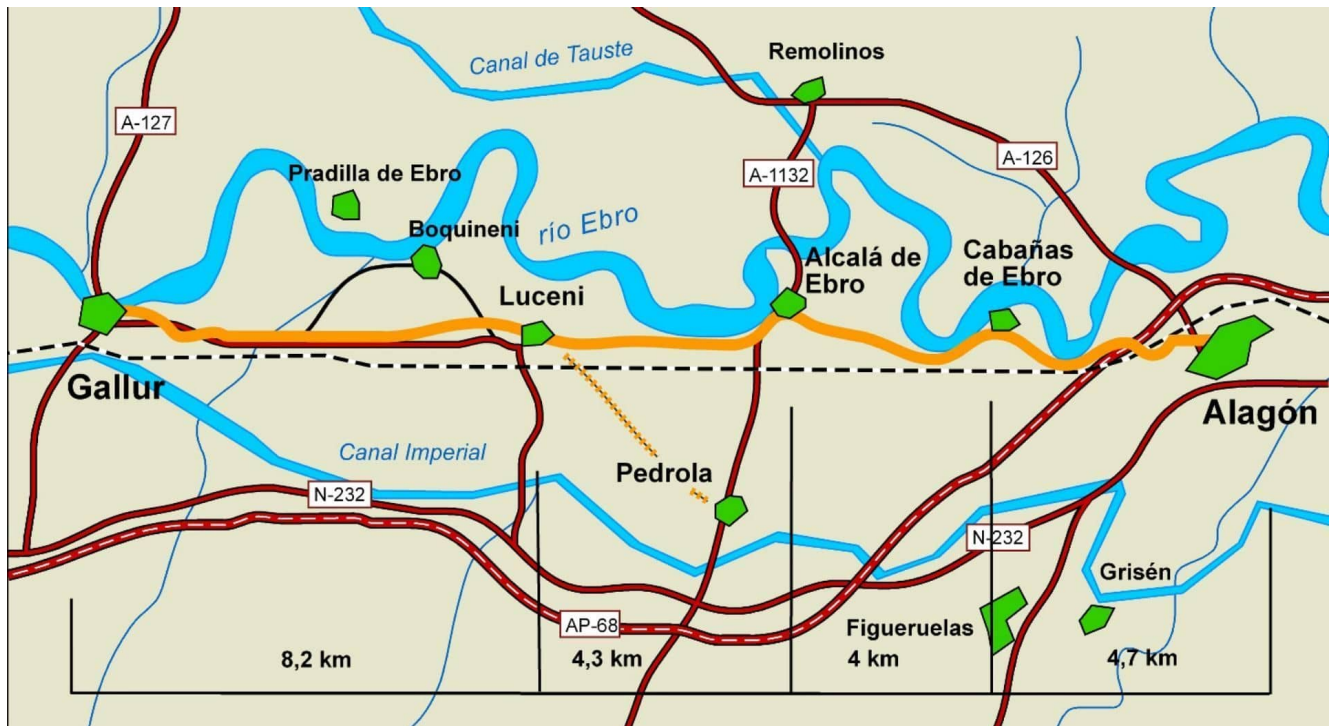 Remolinos
Canal de Tauste
A-127
A-126
Pradilla de Ebro
A-1132
Boquineni
río Ebro
Alcalá de
Ebro
Cabañas
de Ebro
Luceni
Gallur
Alagón
Canal Imperial
Pedrola
N-232
N-232
Grisén
AP-68
Figueruelas
8,2 km
4,3 km
4 km
4,7 km